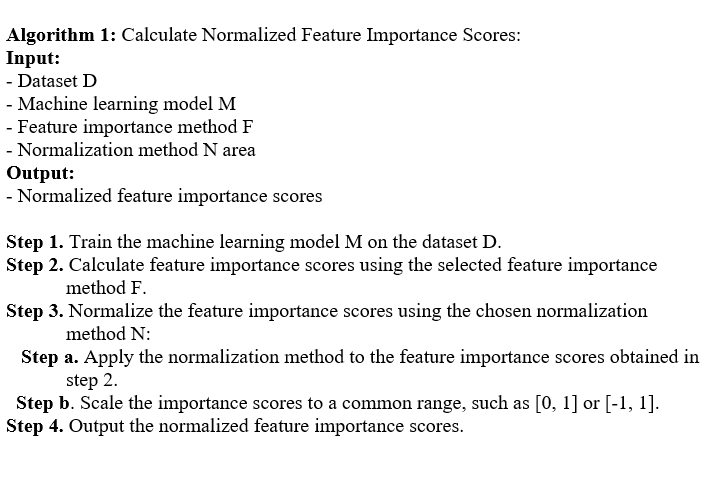 Algorithm 1: Calculate Normalized Feature Importance Scores:
Input:
- Dataset D
- Machine learning model M
- Feature importance method F
- Normalization method N area
Output:
- Normalized feature importance scores
Step 1. Train the machine learning model M on the dataset D.
Step 2. Calculate feature importance scores using the selected feature importance
method F.
Step 3. Normalize the feature importance scores using the chosen normalization
method N:
Step a. Apply the normalization method to the feature importance scores obtained in
step 2.
Step b. Scale the importance scores to a common range, such as [0, 1] or [-1, 1].
Step 4. Output the normalized feature importance scores.